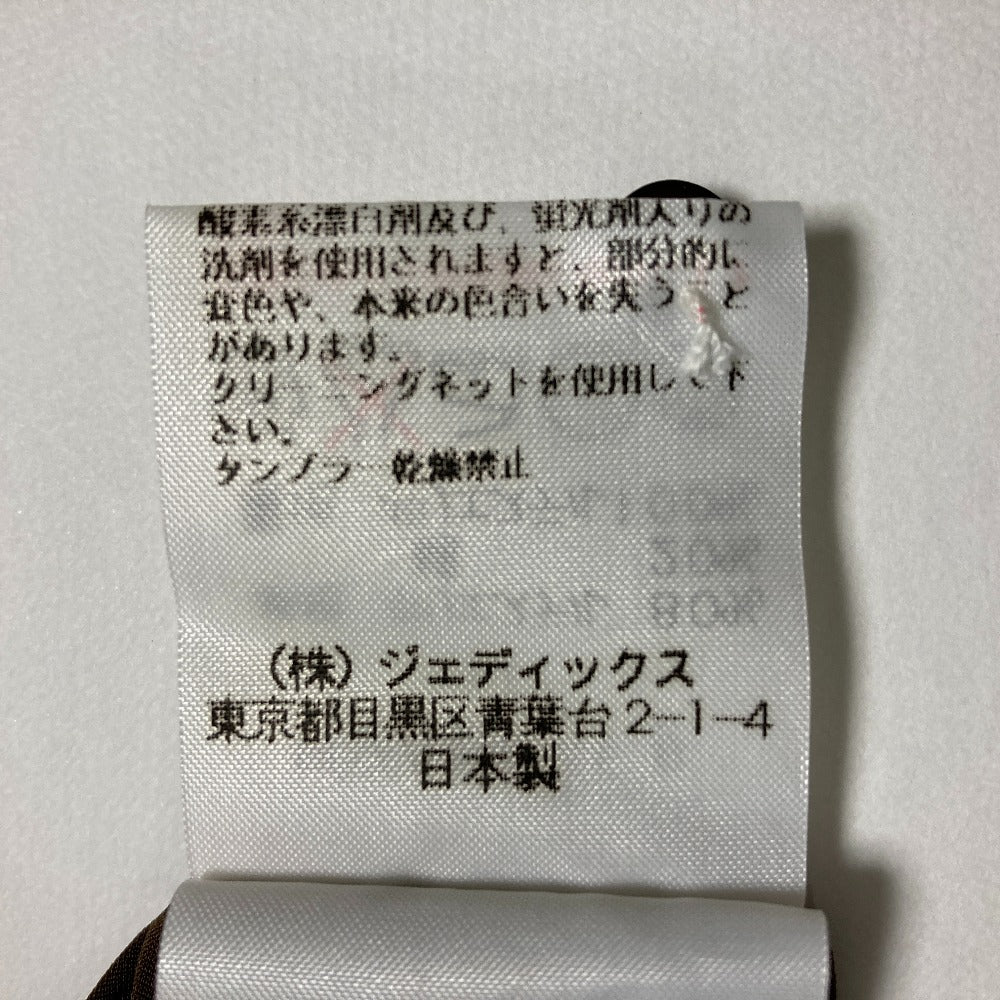 酸素系漂白剤及び、蛍光剤入りの
洗剤を使用されますと、部分的に
変色や、本来の色合いを失うこと
があります。
クリーニングネットを使用して下
さい。
タンブラー乾燥禁止
(株)ジェディックス
東京都目黒区青葉台2-1-4
日本製